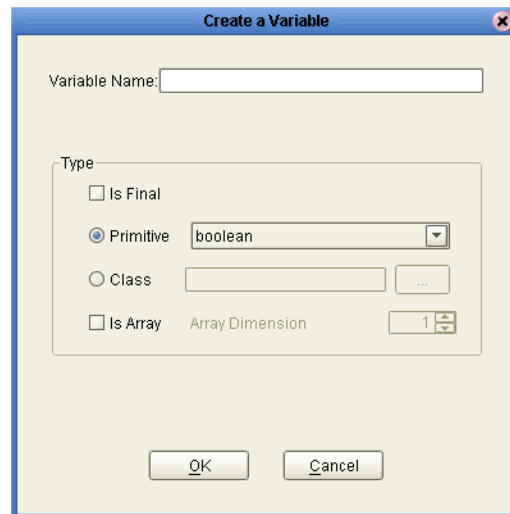 Create a Variable
Variable Name:
Type
Is Final
Primitive boolean
Class ...
Is Array Array Dimension 1
OK Cancel